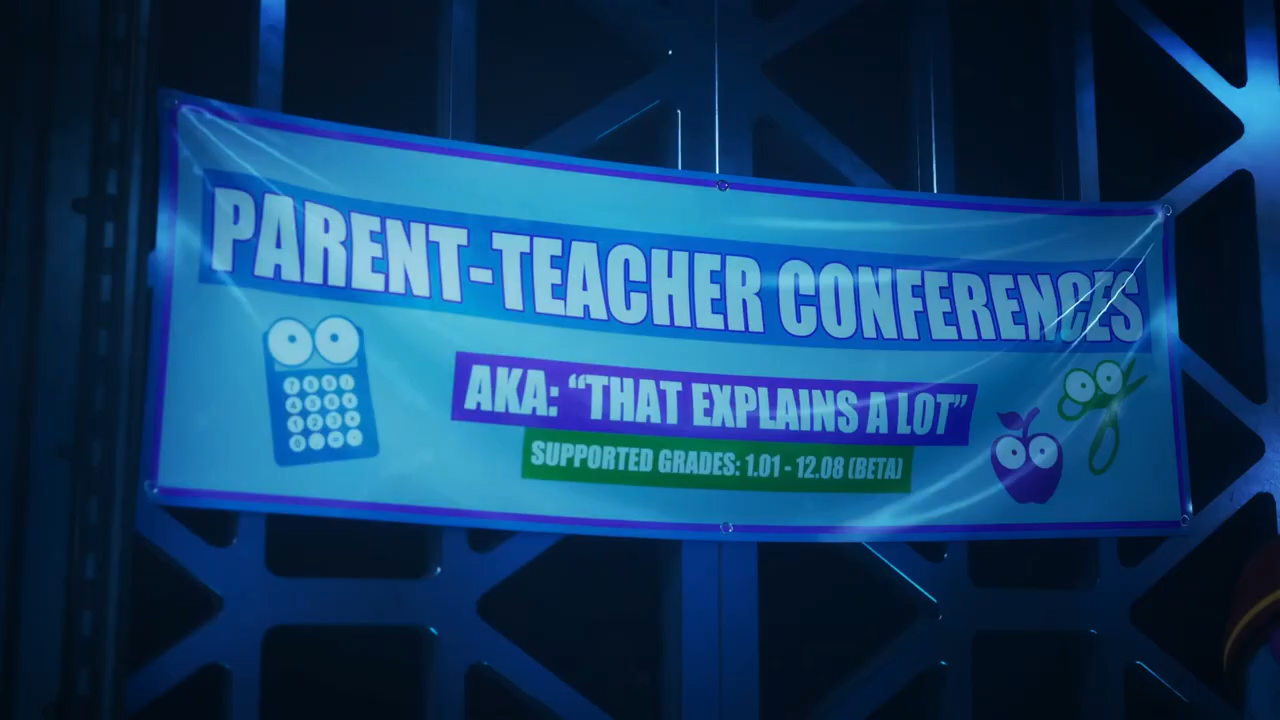 PARENT-TEACHER CONFERENCES
AKA: “THAT EXPLAINS A LOT”
SUPPORTED GRADES: 1.01 - 12.08 (BETA)